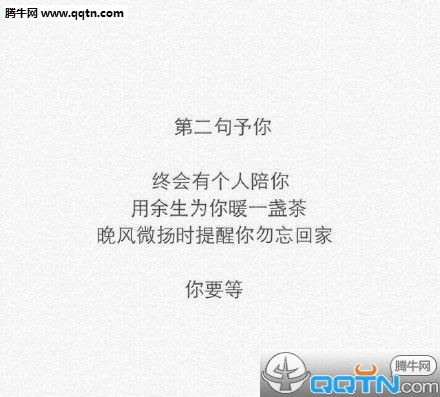 腾牛网 www.qqtn.com
第二句予你
终会有个人陪你
用余生为你暖一盏茶
晚风微扬时提醒你勿忘回家
你要等
腾牛网
QQTN.com